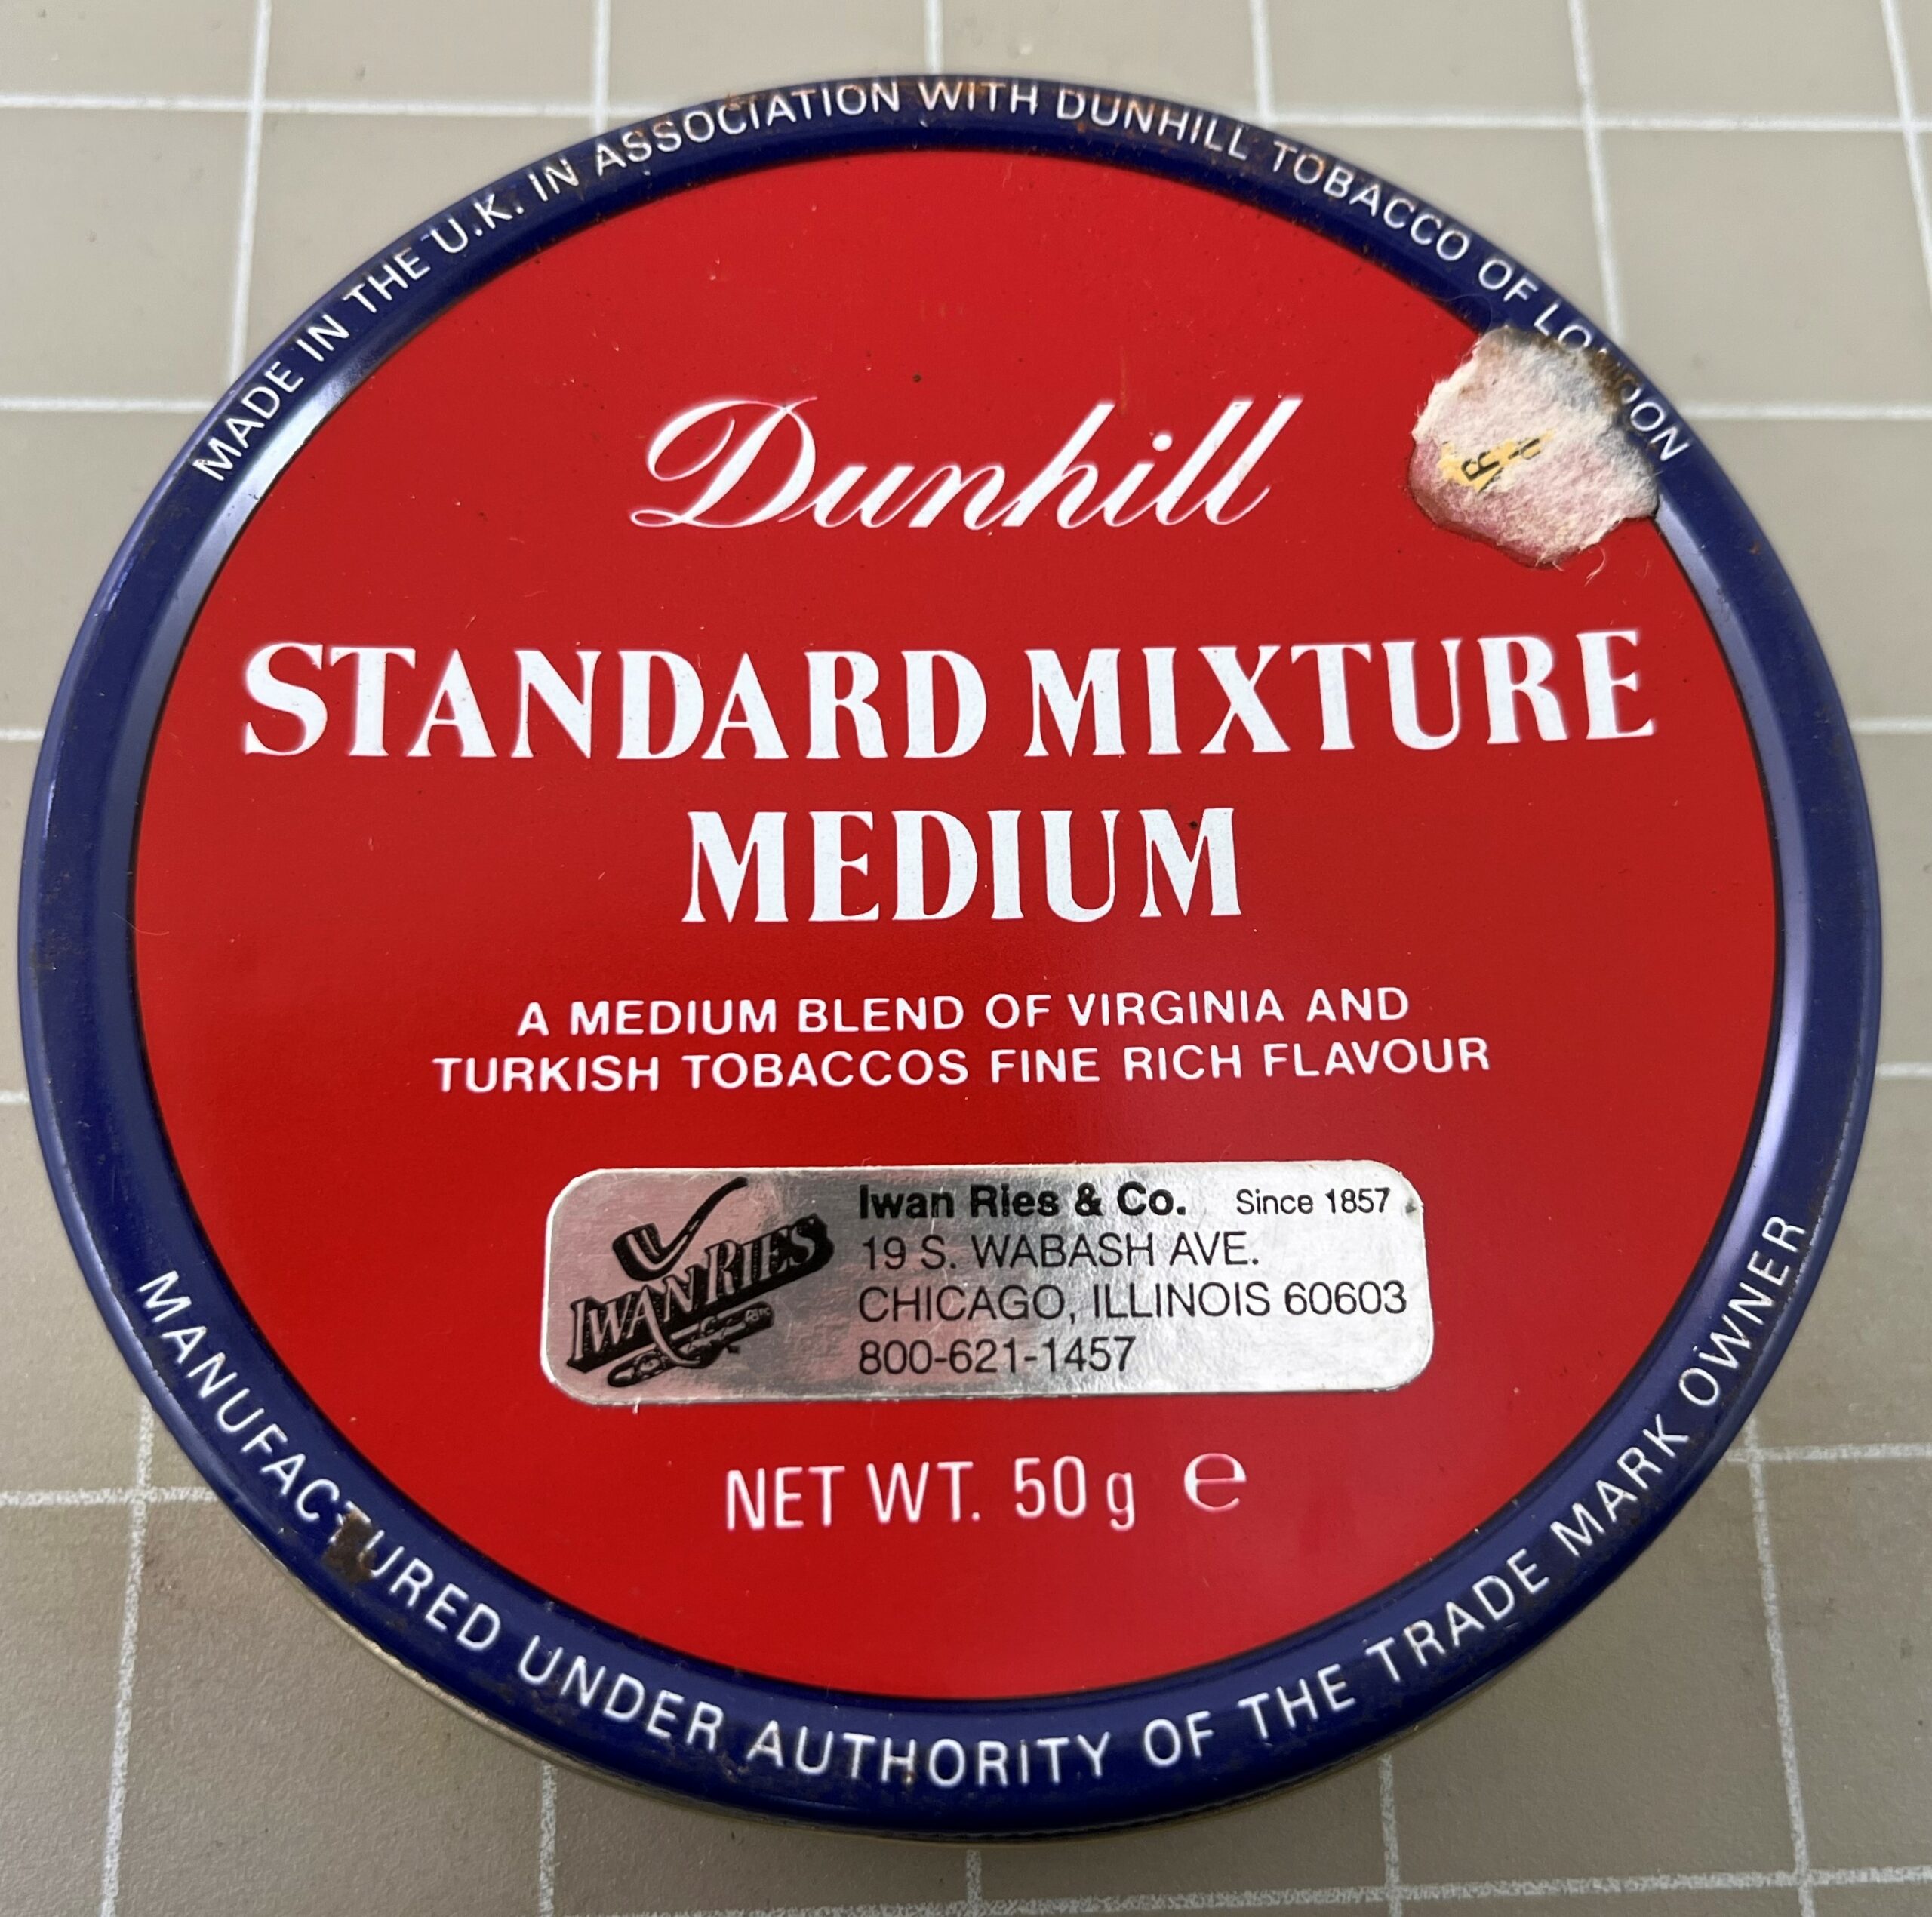 MADE IN THE U.K. IN ASSOCIATION WITH DUNHILL TOBACCO OF LONDON
Dunhill
STANDARD MIXTURE
MEDIUM
A MEDIUM BLEND OF VIRGINIA AND
TURKISH TOBACCOS FINE RICH FLAVOUR
IWAN RIES
Iwan Ries & Co. Since 1857
19 S. WABASH AVE.
CHICAGO, ILLINOIS 60603
800-621-1457
NET WT. 50g e
MANUFACTURED UNDER AUTHORITY OF THE TRADE MARK OWNER